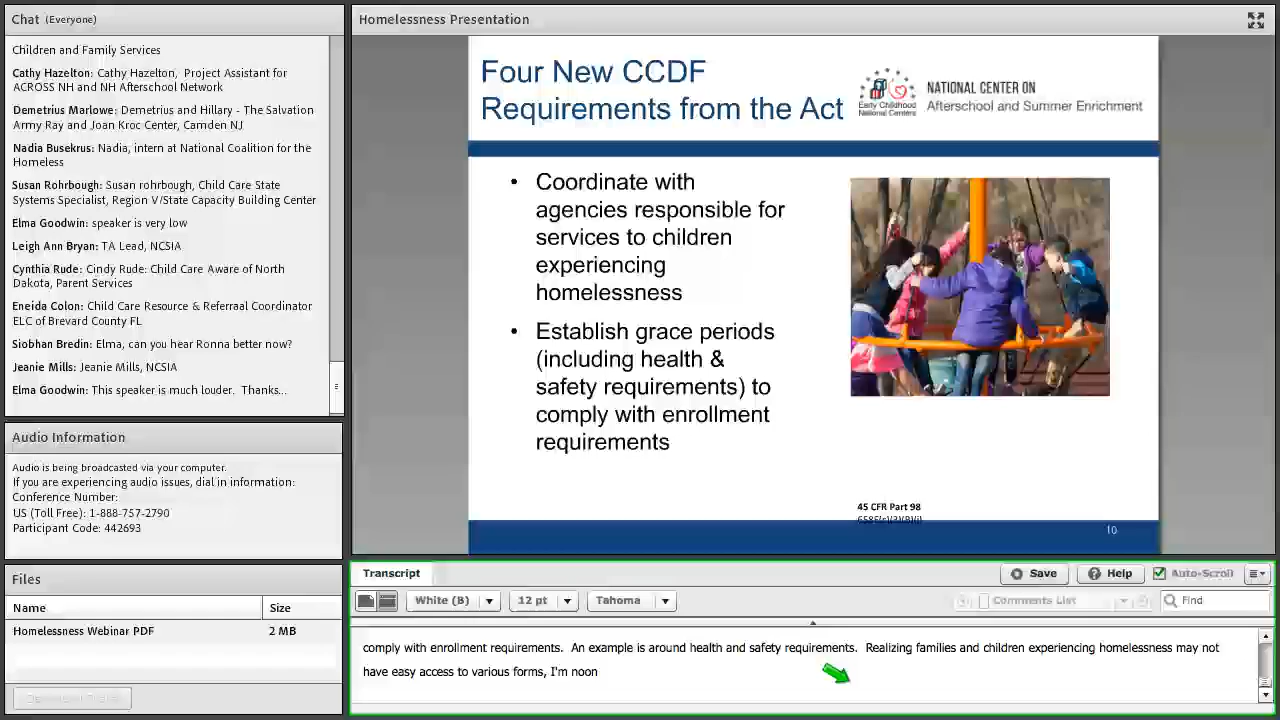 Chat (Everyone)
Children and Family Services
Cathy Hazelton: Cathy Hazelton, Project Assistant for
ACROSS NH and NH Afterschool Network
Demetrius Marlowe: Demetrius Marlowe - The Salvation
Army Ray and Joan Kroc Center, Camden NJ
Nadia Busekrus: Nadia, intern at National Coalition for the
Homeless
Susan Rohrbough: Susan rohrbough, Child Care State
Systems Specialist, Region V/State Capacity Building Center
Elma Goodwin: speaker is very low
Leigh Ann Bryan: TA Lead, NCSIA
Cynthia Rude: Cindy Rude: Child Care Aware of North
Dakota, Parent Services
Eneida Colon: Child Care Resource & Referraal Coordinator
ELC of Brevard County FL
Siobhan Bredin: Elma, can you hear Ronna better now?
Jeanie Mills: Jeanie Mills, NCSIA
Elma Goodwin: This speaker is much louder. Thanks...
Audio Information
Audio is being broadcasted via your computer.
If you are experiencing audio issues, dial in information:
Conference Number:
US (Toll Free): 1-888-757-2790
Participant Code: 442693
Files
Name Size
Homelessness Webinar PDF 2 MB
Homelessness Presentation
Four New CCDF
Requirements from the Act
Early Childhood
National Centers
NATIONAL CENTER ON
Afterschool and Summer Enrichment
• Coordinate with
agencies responsible for
services to children
experiencing
homelessness
• Establish grace periods
(including health &
safety requirements) to
comply with enrollment
requirements
45 CFR Part 98
10
Transcript
Save Help Auto-Scroll
White (B) 12 pt Tahoma Comments List Find
comply with enrollment requirements. An example is around health and safety requirements. Realizing families and children experiencing homelessness may not
have easy access to various forms, I'm noon